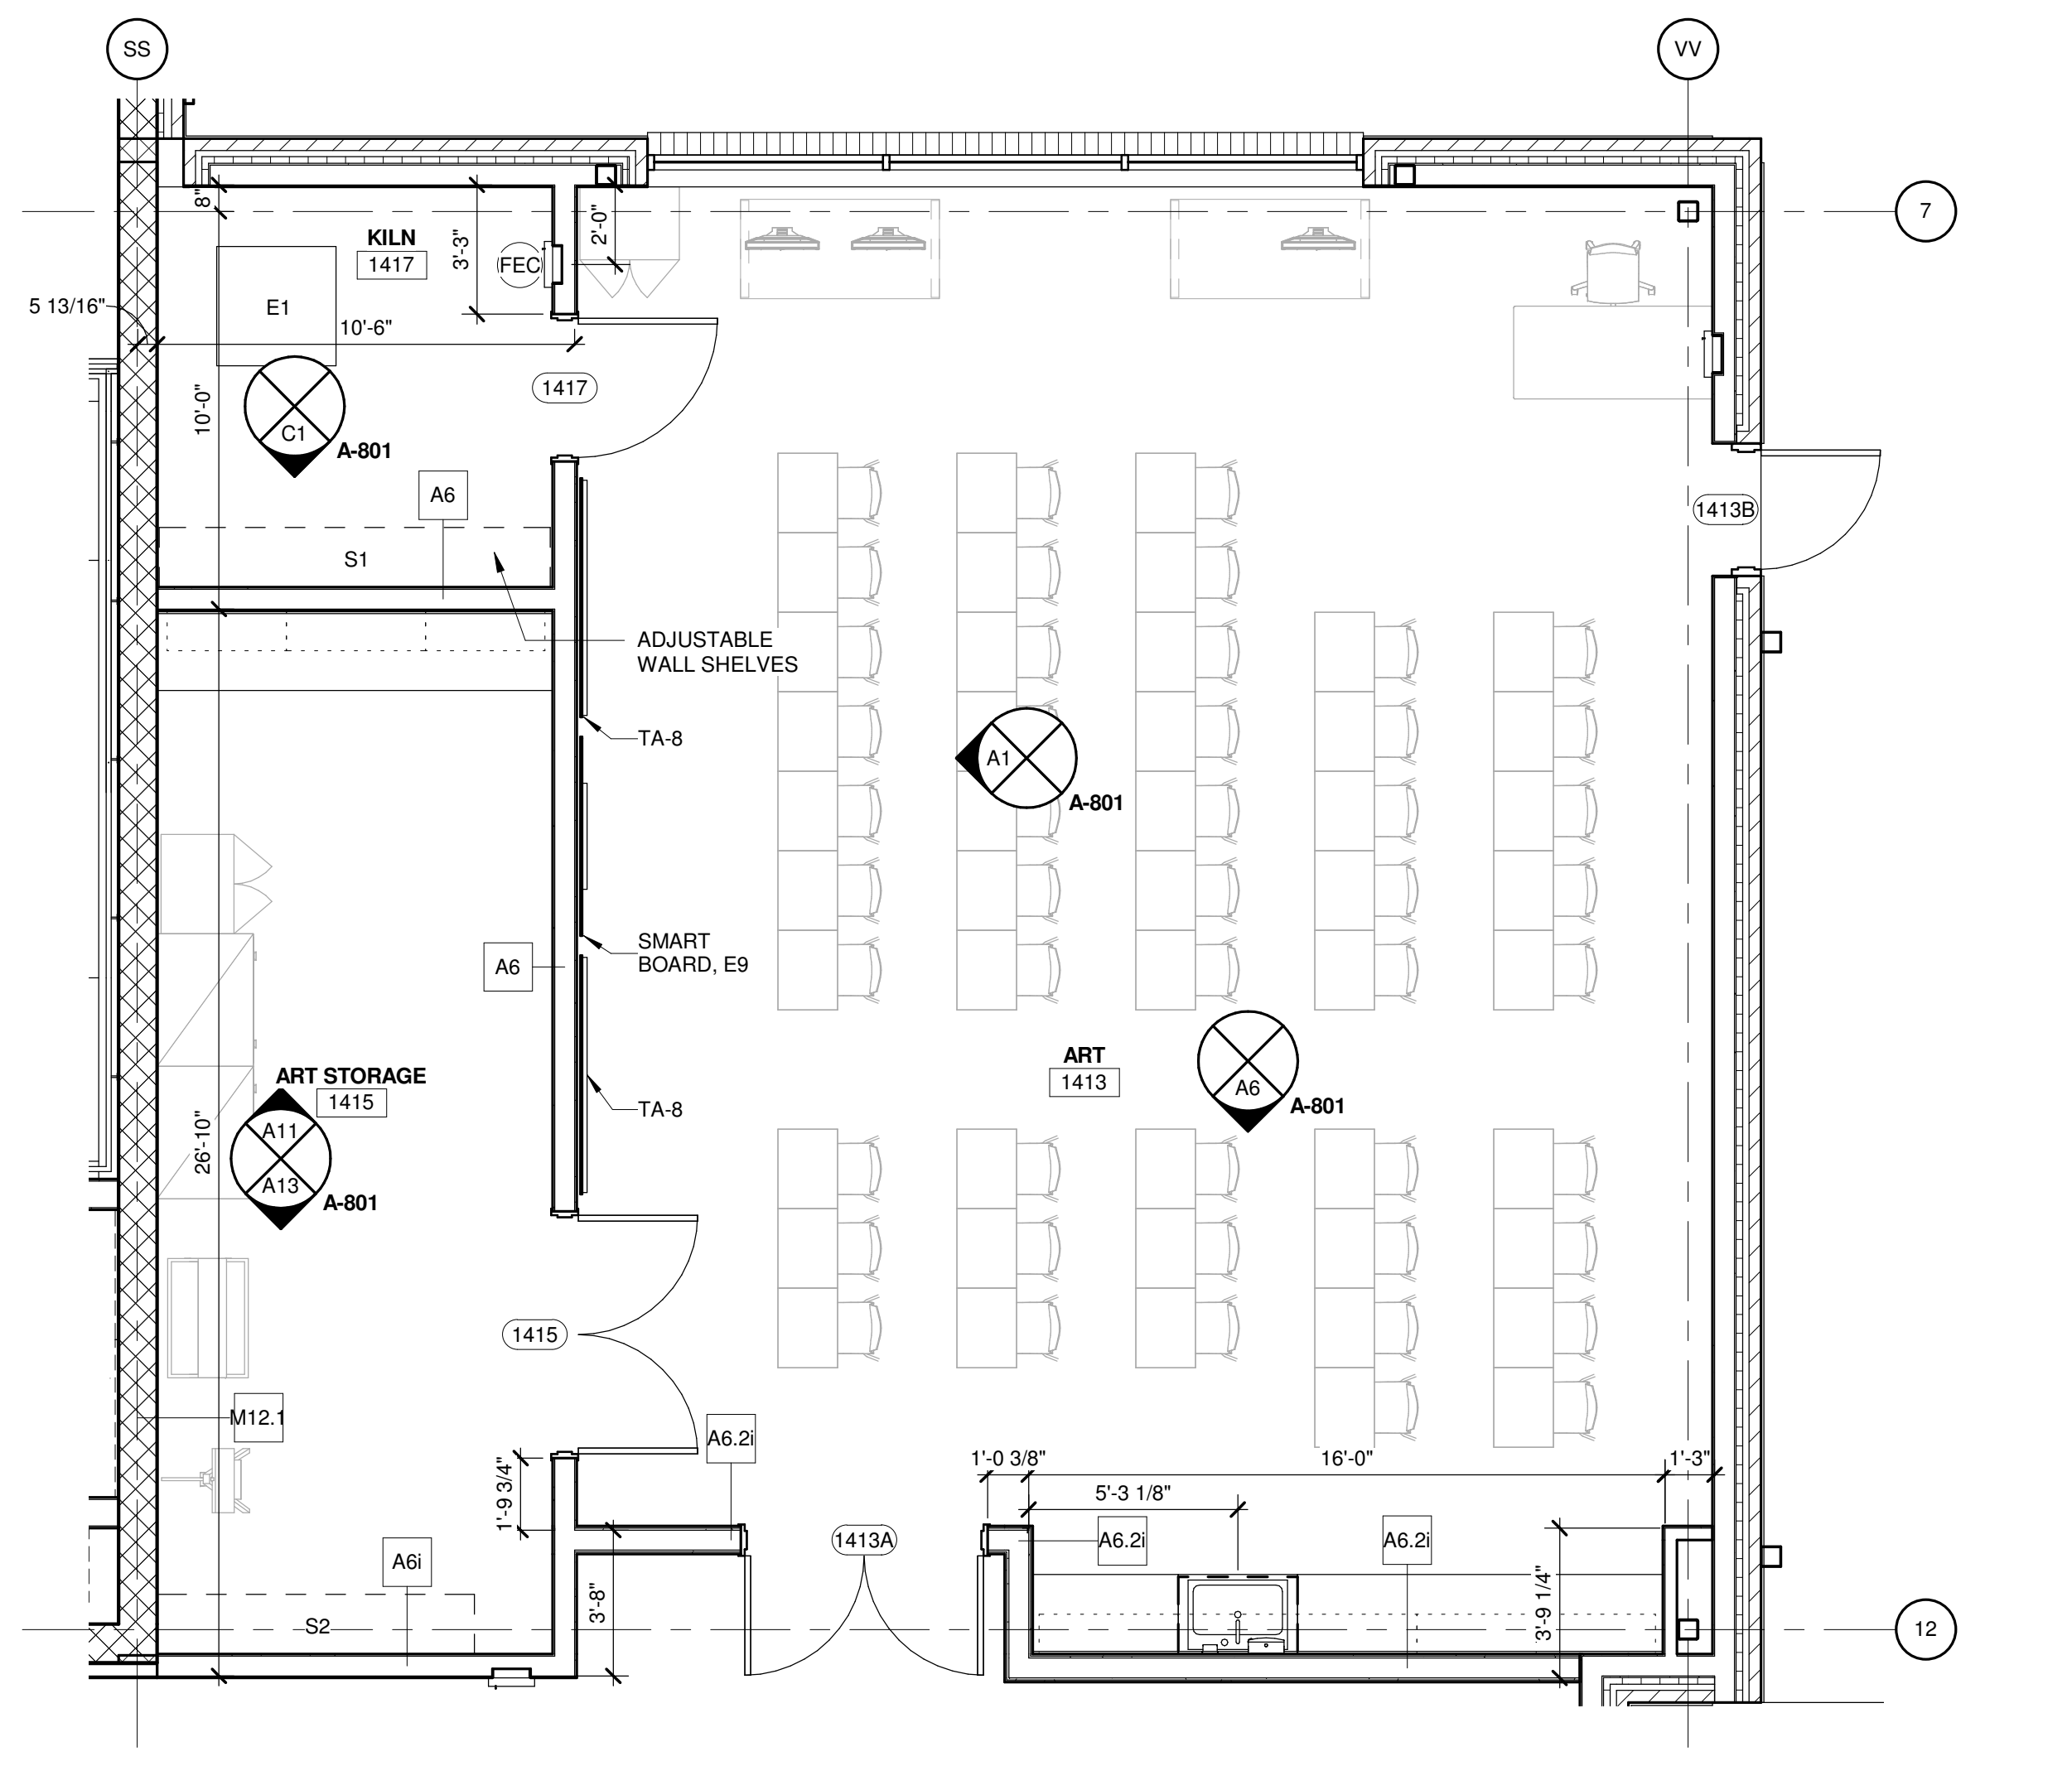 SS
VV
7
8"
KILN
1417
3'-3"
FEC
2'-0"
5 13/16"
E1
10'-6"
1417
10'-0"
C1
A-801
A6
1413B
S1
ADJUSTABLE
WALL SHELVES
TA-8
A1
A-801
SMART
BOARD, E9
A6
ART
1413
A6
A-801
ART STORAGE
1415
TA-8
A11
A13
A-801
26'-10"
1415
M12.1
A6.2i
1'-9 3/4"
1'-0 3/8"
16'-0"
1'-3"
5'-3 1/8"
1413A
A6.2i
A6.2i
A6i
3'-8"
3'-9 1/4"
S2
12